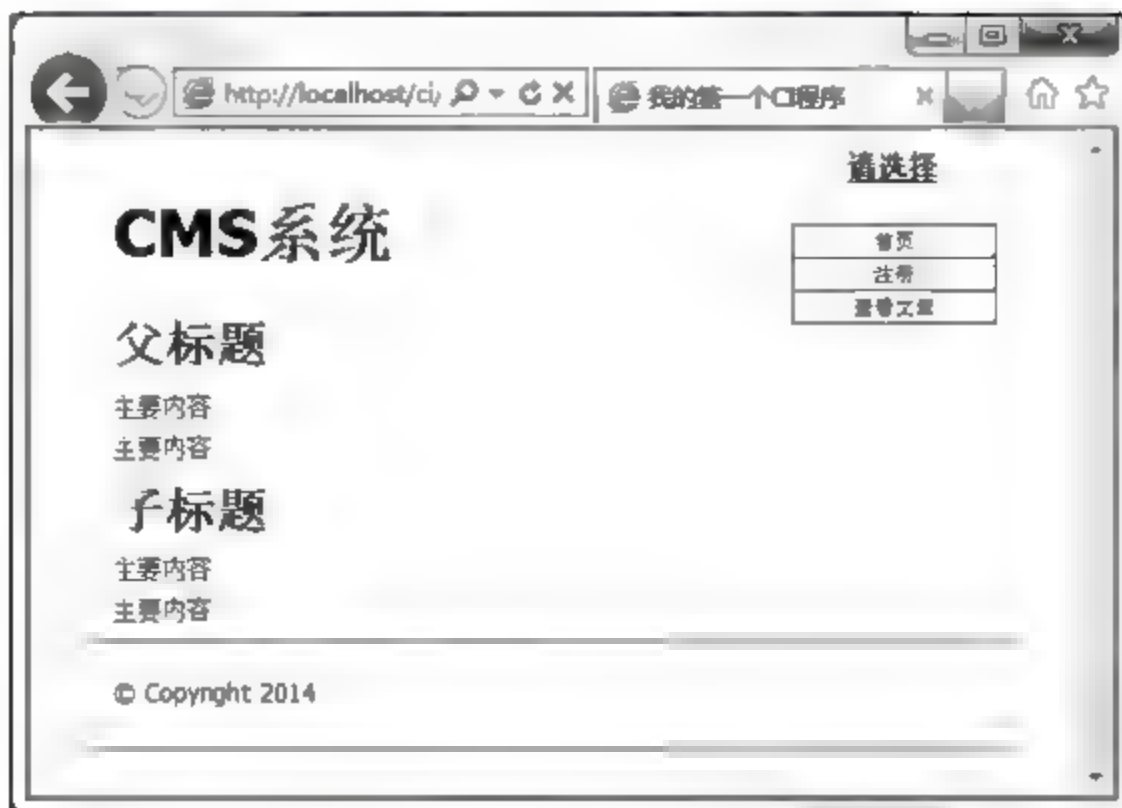 http://localhost/ci/
我的第一个CI程序
请选择
CMS系统
首页
注册
查看文章
父标题
主要内容
主要内容
子标题
主要内容
主要内容
© Copyright 2014